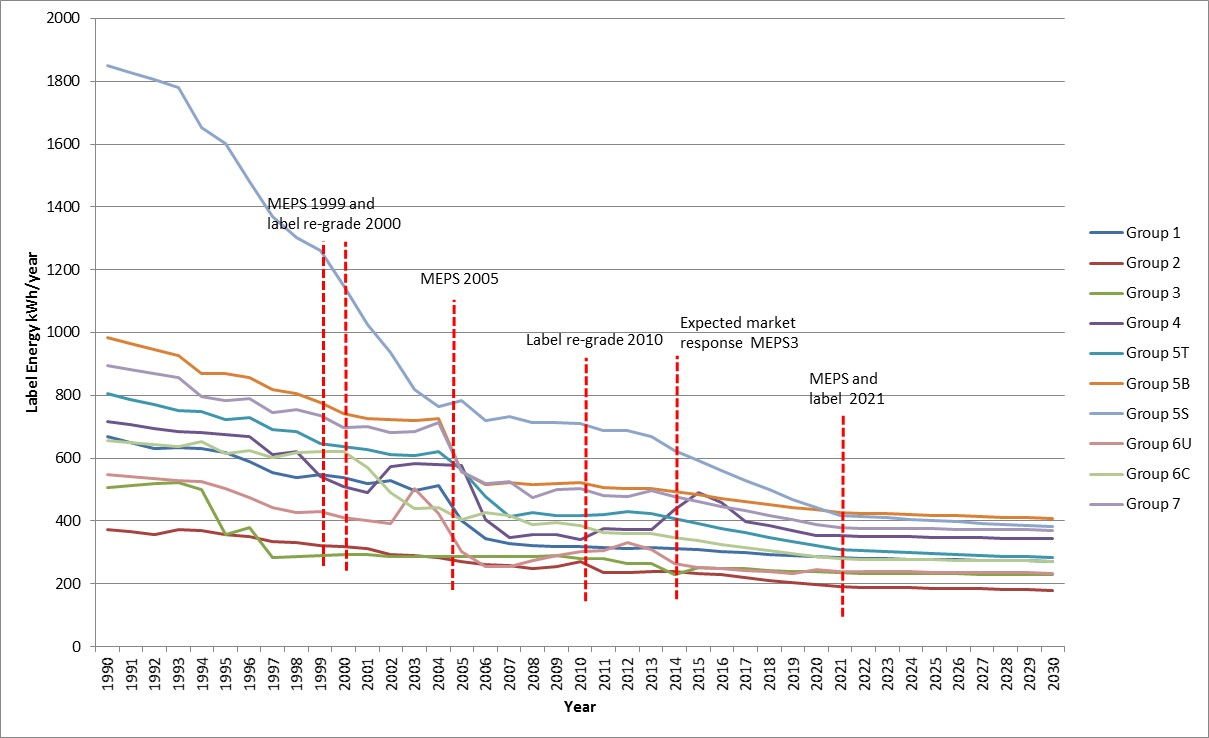 2000
1800
1600
1400
1200
1000
800
600
400
200
0
Label Energy kWh/year
MEPS 1999 and
label re-grade 2000
MEPS 2005
Label re-grade 2010
Expected market
response MEPS3
MEPS and
label 2021
Group 1
Group 2
Group 3
Group 4
Group 5T
Group 5B
Group 5S
Group 6U
Group 6C
Group 7
1990
1991
1992
1993
1994
1995
1996
1997
1998
1999
2000
2001
2002
2003
2004
2005
2006
2007
2008
2009
2010
2011
2012
2013
2014
2015
2016
2017
2018
2019
2020
2021
2022
2023
2024
2025
2026
2027
2028
2029
2030
Year